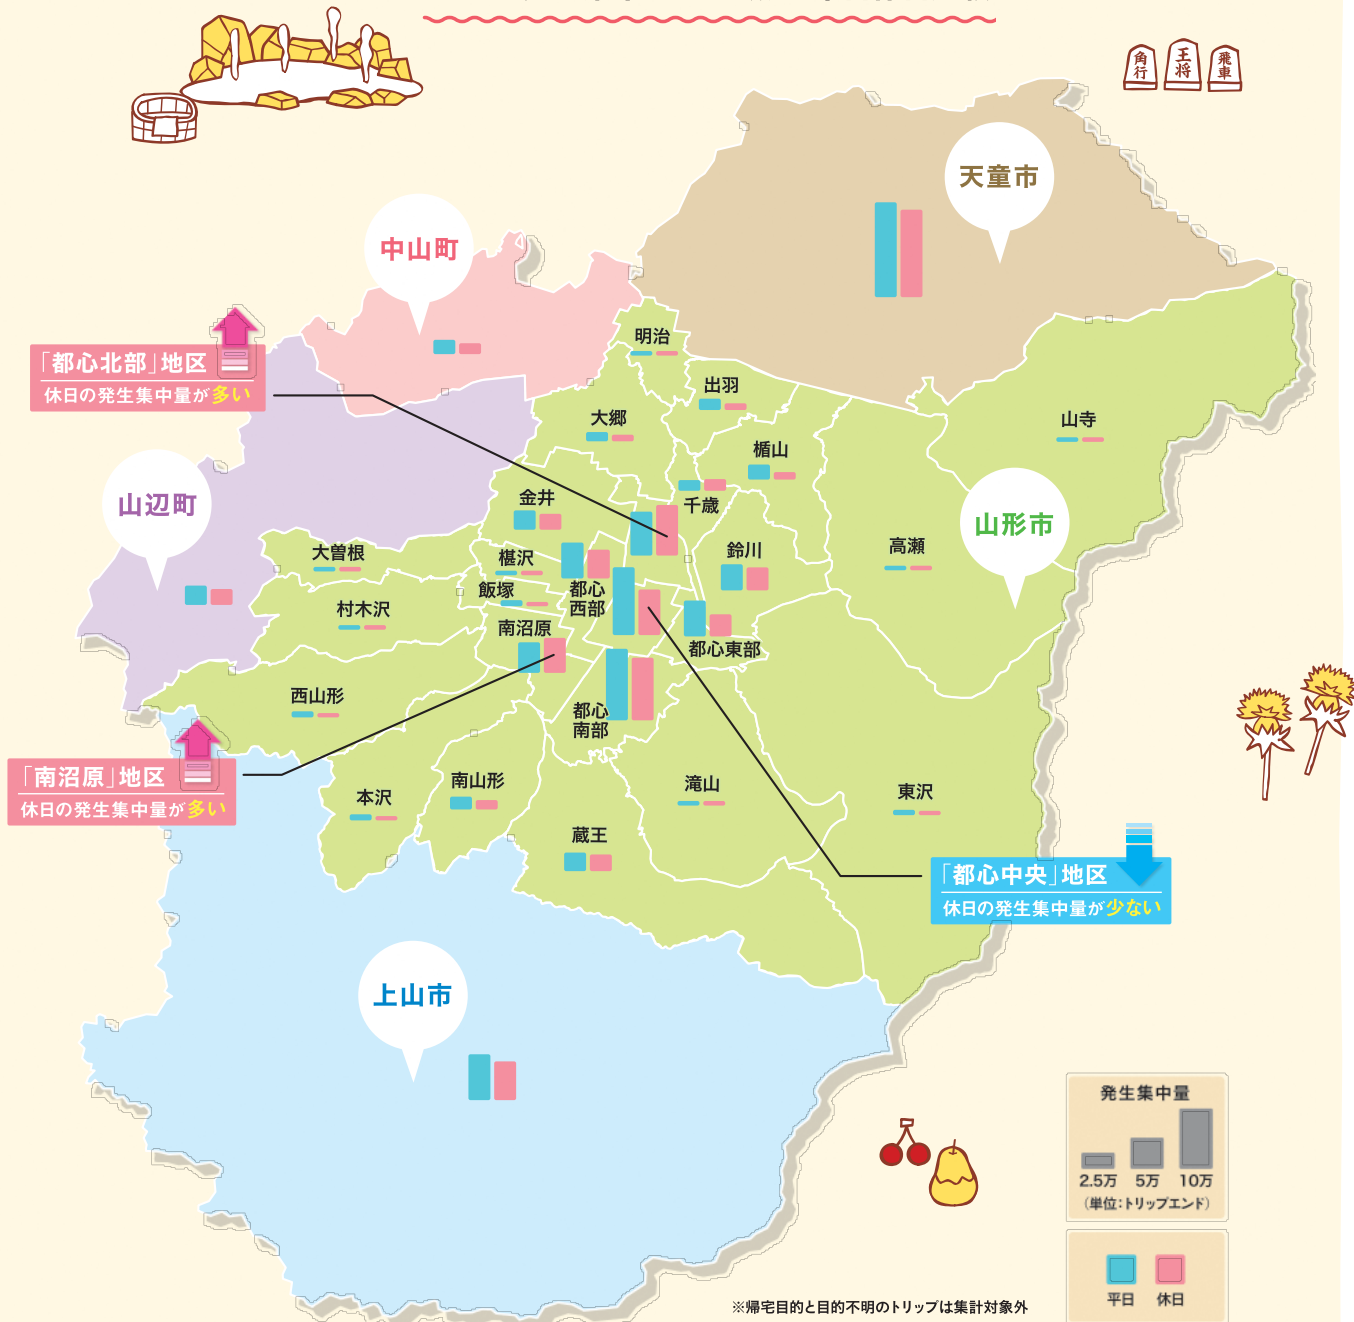 角行
王将
飛車
天童市
中山町
「都心北部」地区
休日の発生集中量が多い
明治
出羽
大郷
山寺
楯山
山辺町
金井
千歳
山形市
大曽根
椹沢
鈴川
高瀬
飯塚
都心
西部
村木沢
南沼原
都心東部
西山形
都心
南部
「南沼原」地区
休日の発生集中量が多い
本沢
南山形
滝山
東沢
蔵王
「都心中央」地区
休日の発生集中量が少ない
上山市
発生集中量
2.5万 5万 10万
(単位:トリップエンド)
平日 休日
※帰宅目的と目的不明のトリップは集計対象外